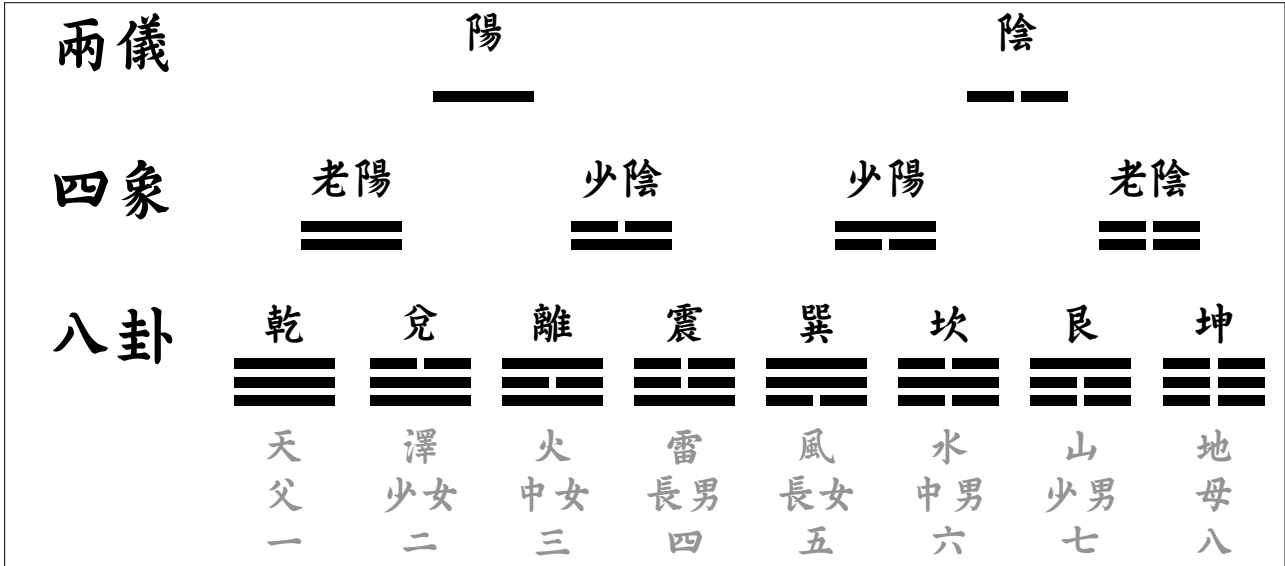 兩儀 陽 陰
四象 老陽 少陰 少陽 老陰
八卦 乾 兌 離 震 巽 坎 艮 坤
天 澤 火 雷 風 水 山 地
父 少女 中女 長男 長女 中男 少男 母
一 二 三 四 五 六 七 八